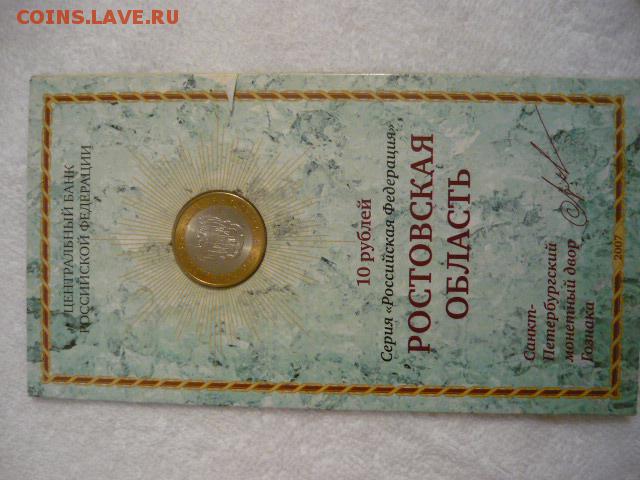 COINS.LAVE.RU
ЦЕНТРАЛЬНЫЙ БАНК
РОССИЙСКОЙ ФЕДЕРАЦИИ
10 рублей
Серия «Российская Федерация»
РОСТОВСКАЯ
ОБЛАСТЬ
Санкт-
Петербургский
монетный двор
Гознака
2007